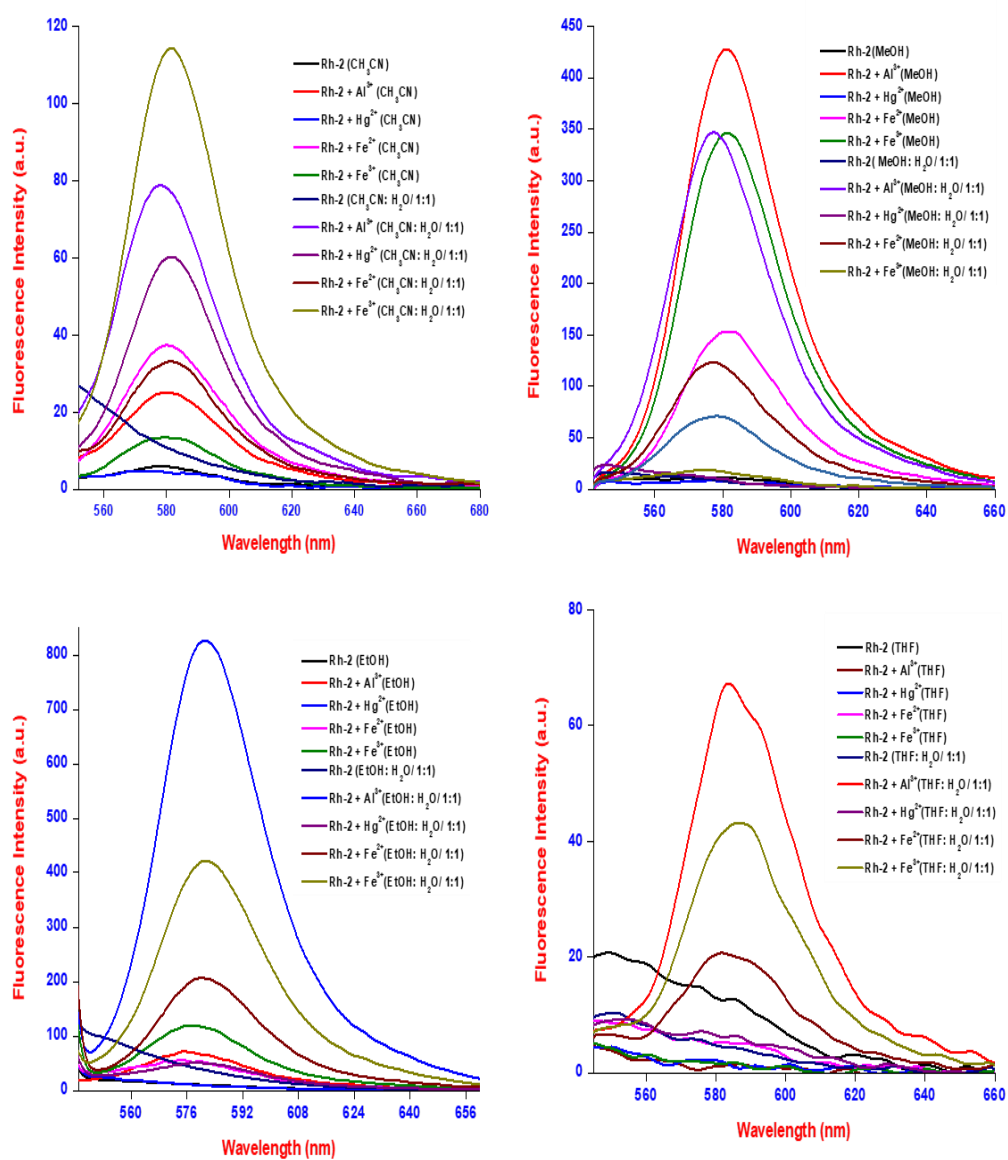 120
100
80
60
40
20
0
560
580
600
620
640
660
680
Fluorescence Intensity (a.u.)
Wavelength (nm)
Rh-2 (CH₃CN)
Rh-2 + Al³⁺ (CH₃CN)
Rh-2 + Hg²⁺ (CH₃CN)
Rh-2 + Fe²⁺ (CH₃CN)
Rh-2 + Fe³⁺ (CH₃CN)
Rh-2 (CH₃CN: H₂O/ 1:1)
Rh-2 + Al³⁺ (CH₃CN: H₂O/ 1:1)
Rh-2 + Hg²⁺ (CH₃CN: H₂O/ 1:1)
Rh-2 + Fe²⁺ (CH₃CN: H₂O/ 1:1)
Rh-2 + Fe³⁺ (CH₃CN: H₂O/ 1:1)
450
400
350
300
250
200
150
100
50
0
560
580
600
620
640
660
Fluorescence Intensity (a.u.)
Wavelength (nm)
Rh-2(MeOH)
Rh-2 + Al³⁺(MeOH)
Rh-2 + Hg²⁺(MeOH)
Rh-2 + Fe²⁺(MeOH)
Rh-2 + Fe³⁺(MeOH)
Rh-2( MeOH: H₂O/ 1:1)
Rh-2 + Al³⁺(MeOH: H₂O/ 1:1)
Rh-2 + Hg²⁺(MeOH: H₂O/ 1:1)
Rh-2 + Fe²⁺(MeOH: H₂O/ 1:1)
Rh-2 + Fe³⁺(MeOH: H₂O/ 1:1)
800
700
600
500
400
300
200
100
0
560
576
592
608
624
640
656
Fluorescence Intensity (a.u.)
Wavelength (nm)
Rh-2 (EtOH)
Rh-2 + Al³⁺(EtOH)
Rh-2 + Hg²⁺(EtOH)
Rh-2 + Fe²⁺(EtOH)
Rh-2 + Fe³⁺(EtOH)
Rh-2 (EtOH: H₂O/ 1:1)
Rh-2 + Al³⁺(EtOH: H₂O/ 1:1)
Rh-2 + Hg²⁺(EtOH: H₂O/ 1:1)
Rh-2 + Fe²⁺(EtOH: H₂O/ 1:1)
Rh-2 + Fe³⁺(EtOH: H₂O/ 1:1)
80
60
40
20
0
560
580
600
620
640
660
Fluorescence Intensity (a.u.)
Wavelength (nm)
Rh-2 (THF)
Rh-2 + Al³⁺(THF)
Rh-2 + Hg²⁺(THF)
Rh-2 + Fe²⁺(THF)
Rh-2 + Fe³⁺(THF)
Rh-2 (THF: H₂O/ 1:1)
Rh-2 + Al³⁺(THF: H₂O/ 1:1)
Rh-2 + Hg²⁺(THF: H₂O/ 1:1)
Rh-2 + Fe²⁺(THF: H₂O/ 1:1)
Rh-2 + Fe³⁺(THF: H₂O/ 1:1)